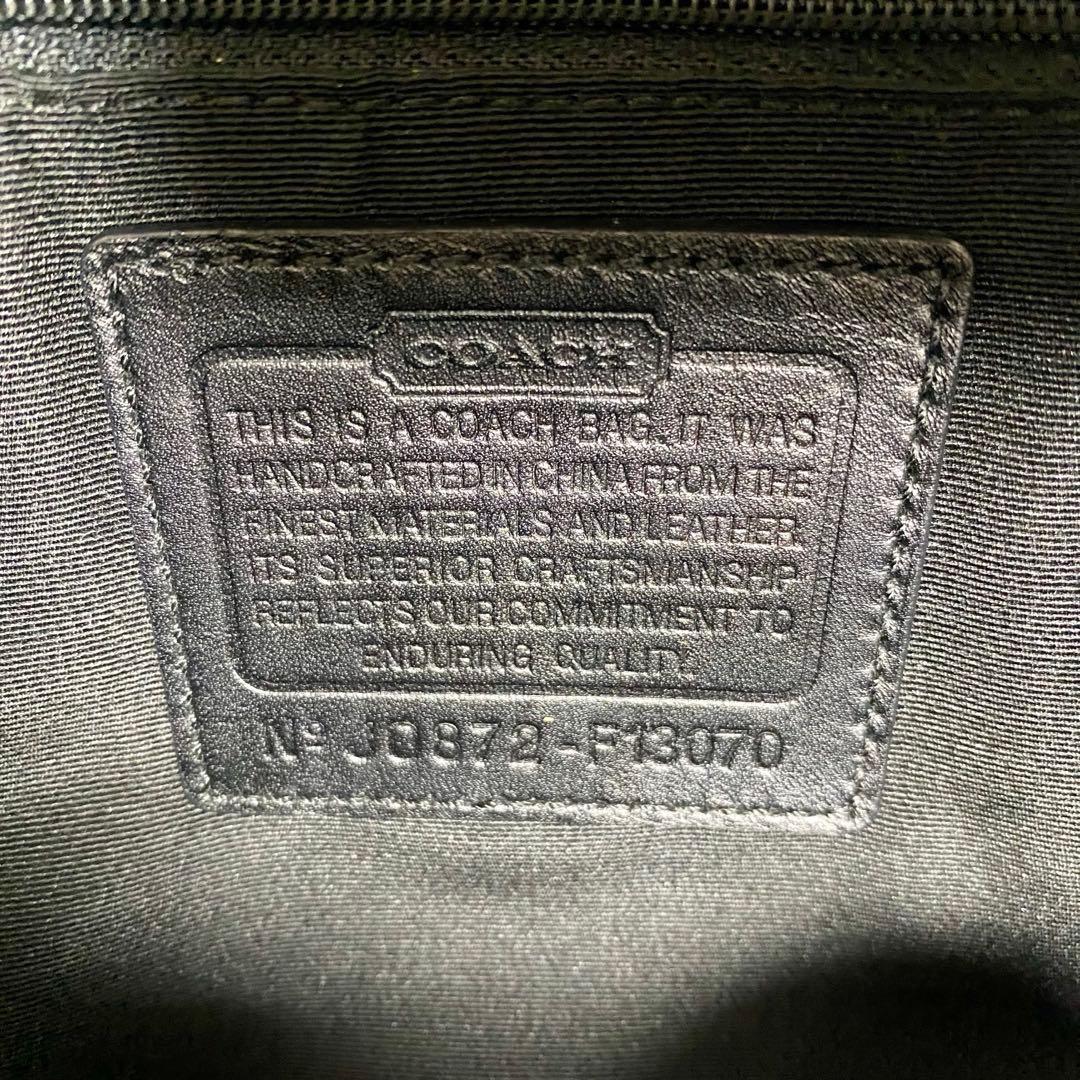 COACH
THIS IS A COACH BAG. IT WAS
HANDCRAFTED IN CHINA FROM THE
FINEST MATERIALS AND LEATHER.
ITS SUPERIOR CRAFTSMANSHIP
REFLECTS OUR COMMITMENT TO
ENDURING QUALITY.
Nº J0872-F13070